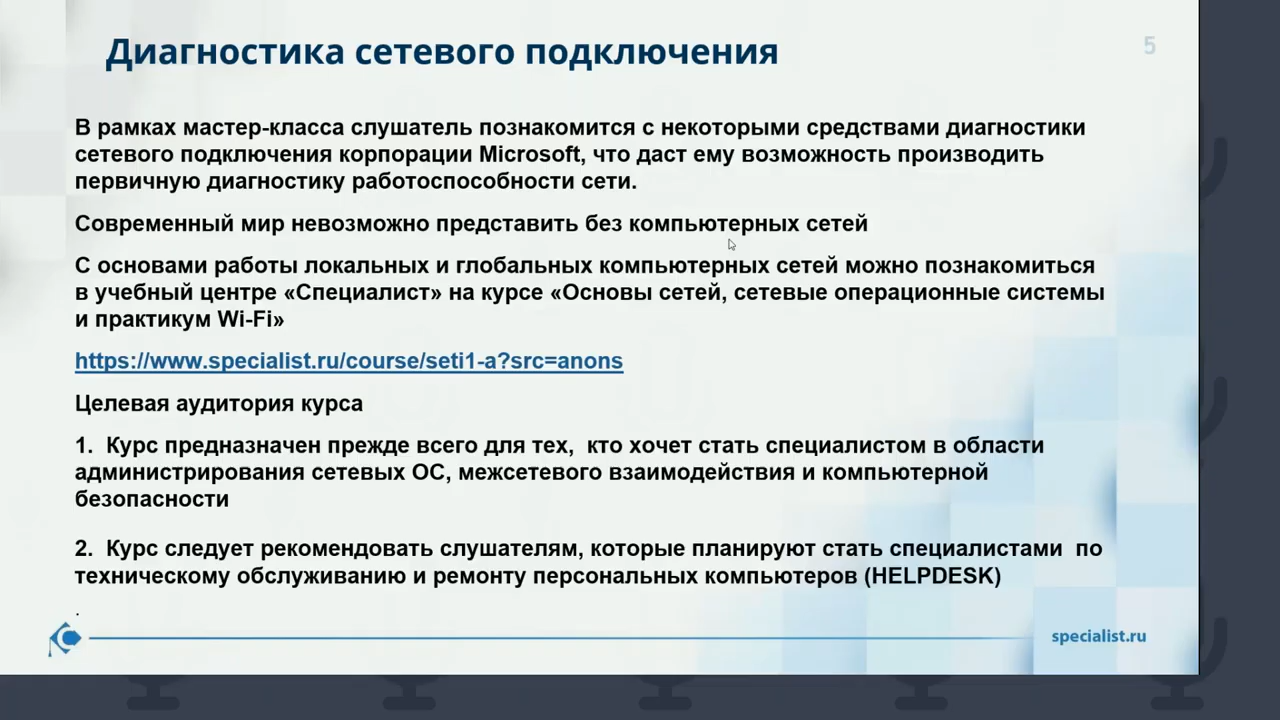 Диагностика сетевого подключения
5
В рамках мастер-класса слушатель познакомится с некоторыми средствами диагностики
сетевого подключения корпорации Microsoft, что даст ему возможность производить
первичную диагностику работоспособности сети.
Современный мир невозможно представить без компьютерных сетей
С основами работы локальных и глобальных компьютерных сетей можно познакомиться
в учебный центре «Специалист» на курсе «Основы сетей, сетевые операционные системы
и практикум Wi-Fi»
https://www.specialist.ru/course/seti1-a?src=anons
Целевая аудитория курса
1.  Курс предназначен прежде всего для тех,  кто хочет стать специалистом в области
администрирования сетевых ОС, межсетевого взаимодействия и компьютерной
безопасности
2.  Курс следует рекомендовать слушателям, которые планируют стать специалистами  по
техническому обслуживанию и ремонту персональных компьютеров (HELPDESK)
.
specialist.ru